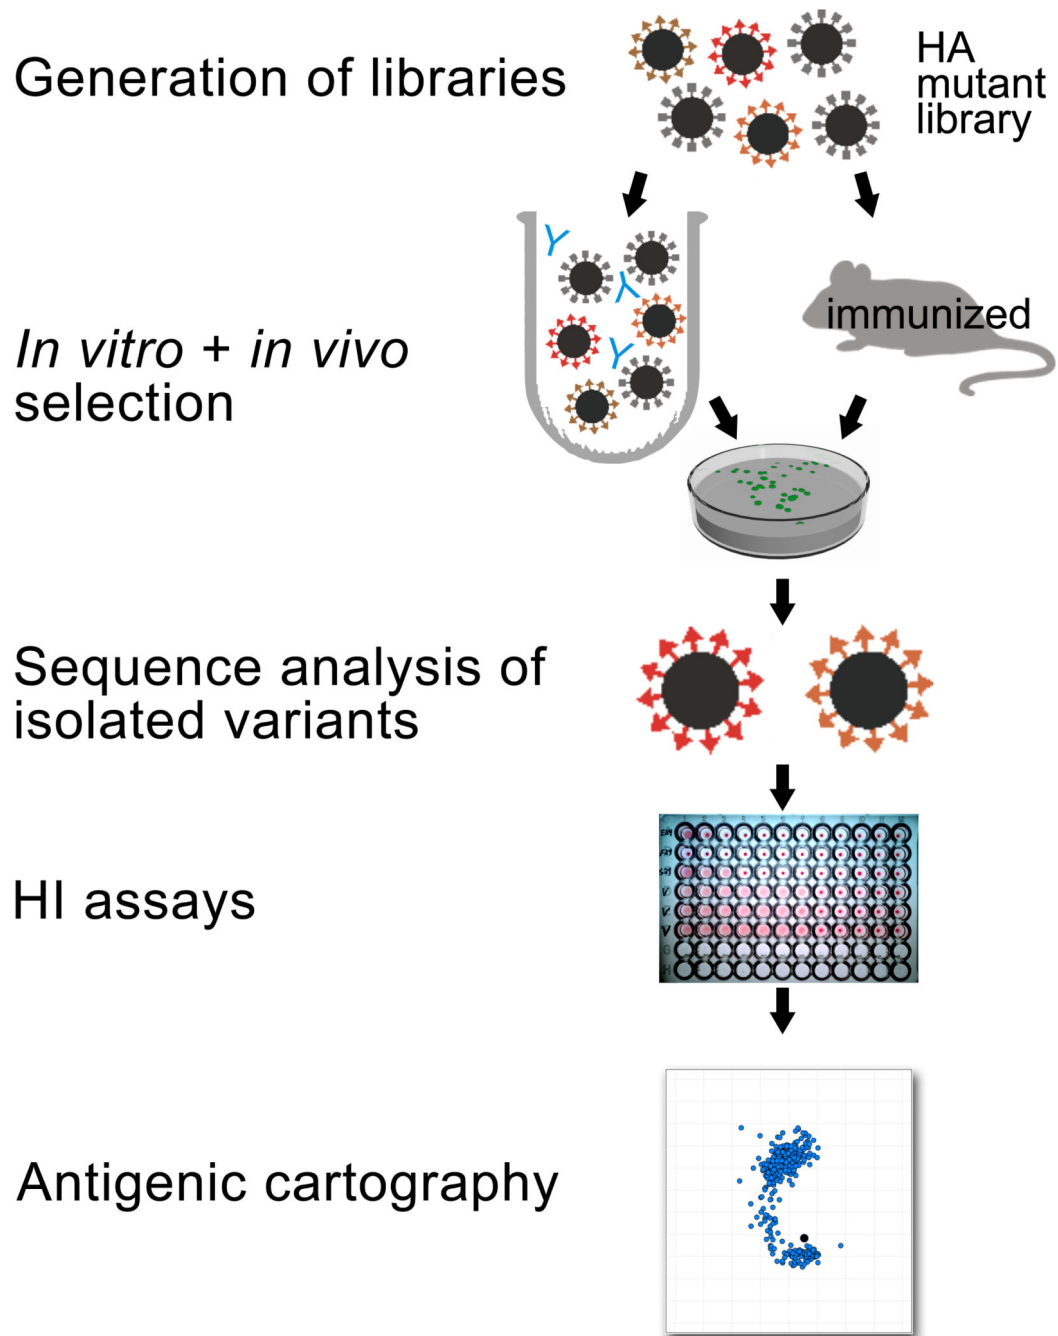 Generation of libraries
HA
mutant
library
In vitro + in vivo
selection
immunized
Sequence analysis of
isolated variants
HI assays
G
H
Antigenic cartography